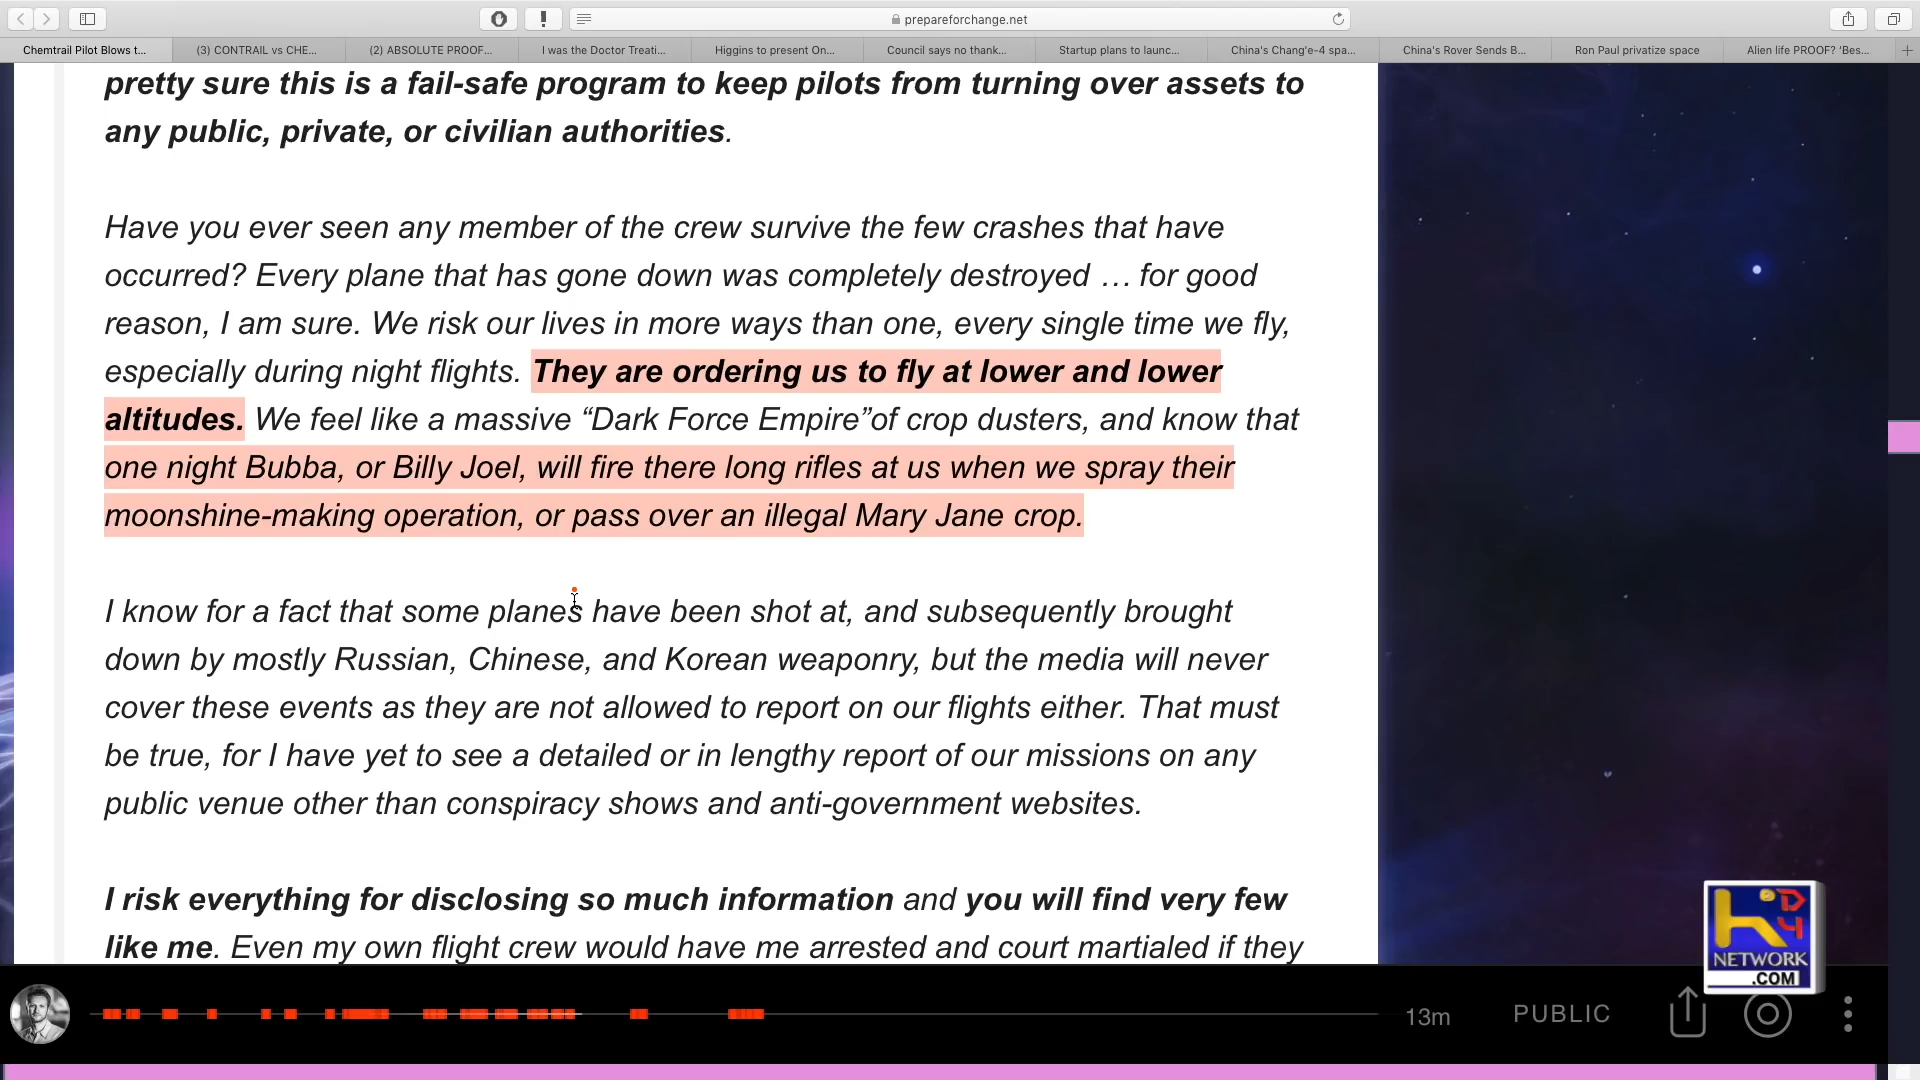 prepareforchange.net
Chemtrail Pilot Blows t...
(3) CONTRAIL vs CHE...
(2) ABSOLUTE PROOF...
I was the Doctor Treati...
Higgins to present On...
Council says no thank...
Startup plans to launc...
China's Chang'e-4 spa...
China's Rover Sends B...
Ron Paul privatize space
Alien life PROOF? 'Bes...
pretty sure this is a fail-safe program to keep pilots from turning over assets to
any public, private, or civilian authorities.
Have you ever seen any member of the crew survive the few crashes that have
occurred? Every plane that has gone down was completely destroyed … for good
reason, I am sure. We risk our lives in more ways than one, every single time we fly,
especially during night flights. They are ordering us to fly at lower and lower
altitudes. We feel like a massive “Dark Force Empire”of crop dusters, and know that
one night Bubba, or Billy Joel, will fire there long rifles at us when we spray their
moonshine-making operation, or pass over an illegal Mary Jane crop.
I know for a fact that some planes have been shot at, and subsequently brought
down by mostly Russian, Chinese, and Korean weaponry, but the media will never
cover these events as they are not allowed to report on our flights either. That must
be true, for I have yet to see a detailed or in lengthy report of our missions on any
public venue other than conspiracy shows and anti-government websites.
I risk everything for disclosing so much information and you will find very few
like me. Even my own flight crew would have me arrested and court martialed if they
NETWORK
.COM
13m
PUBLIC